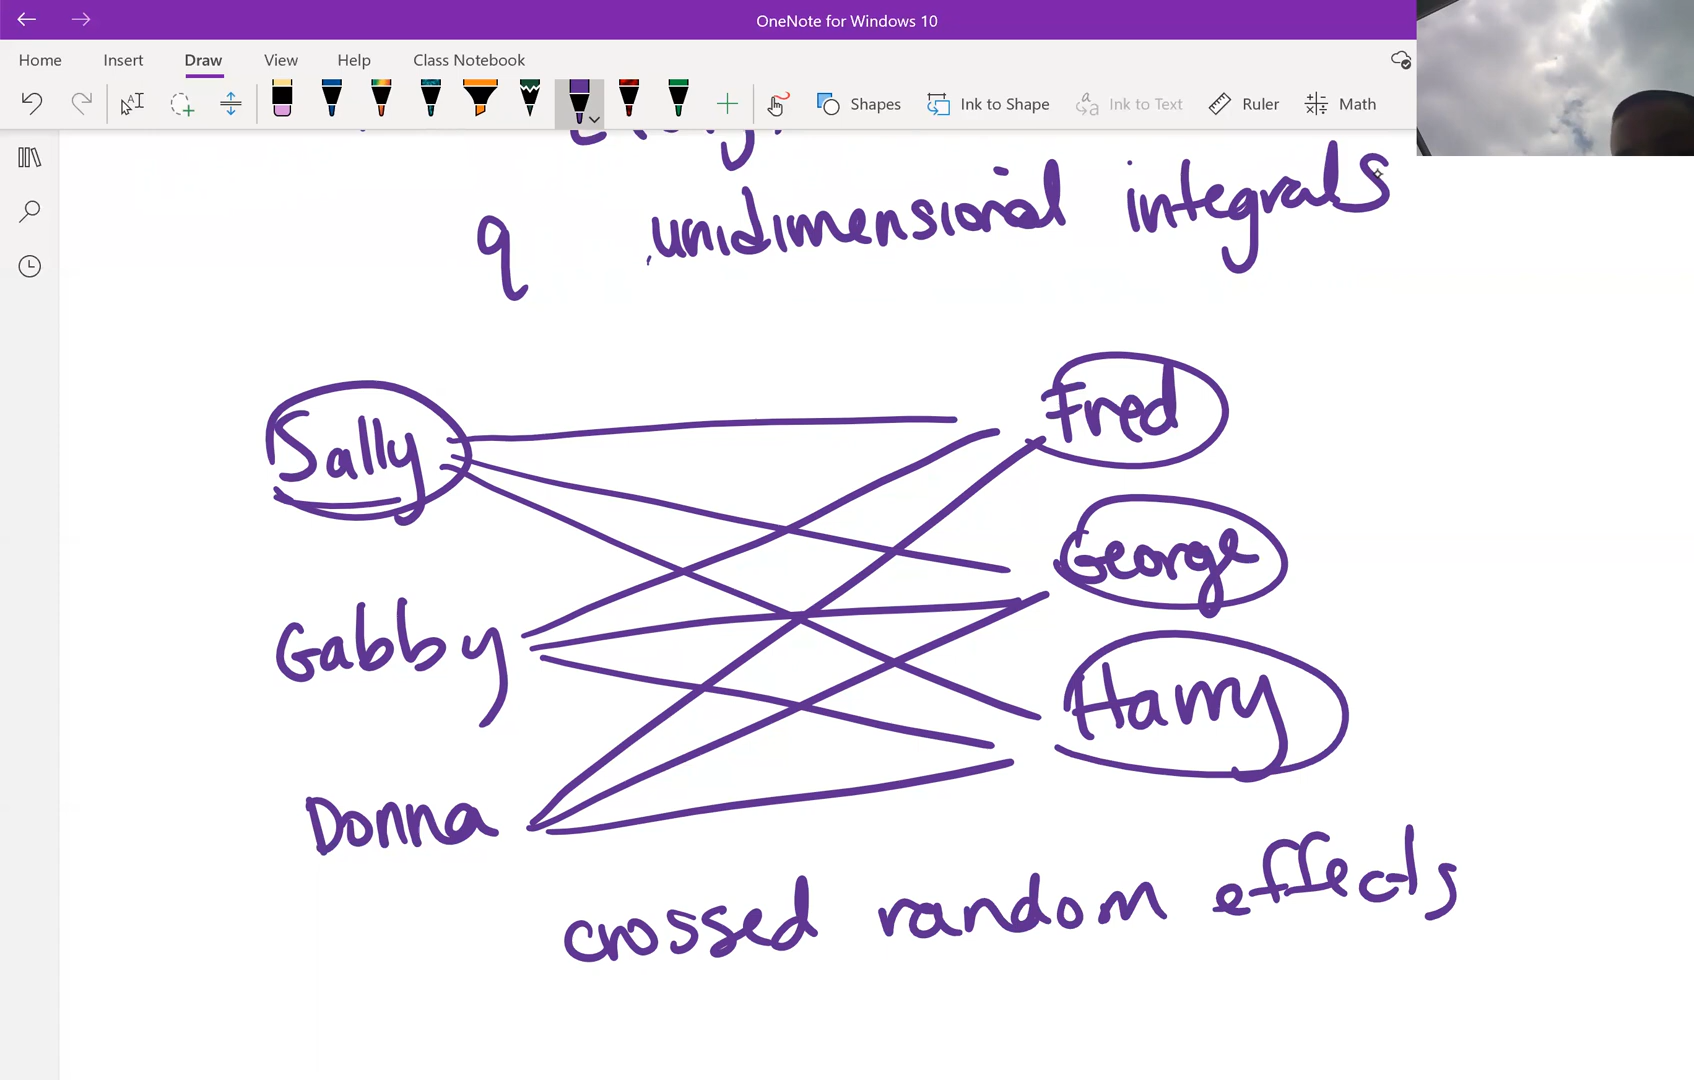 OneNote for Windows 10
Home Insert Draw View Help Class Notebook
Shapes Ink to Shape Ink to Text Ruler Math
q unidimensional integrals
Sally Fred
George
Gabby
Harry
Donna
crossed random effects